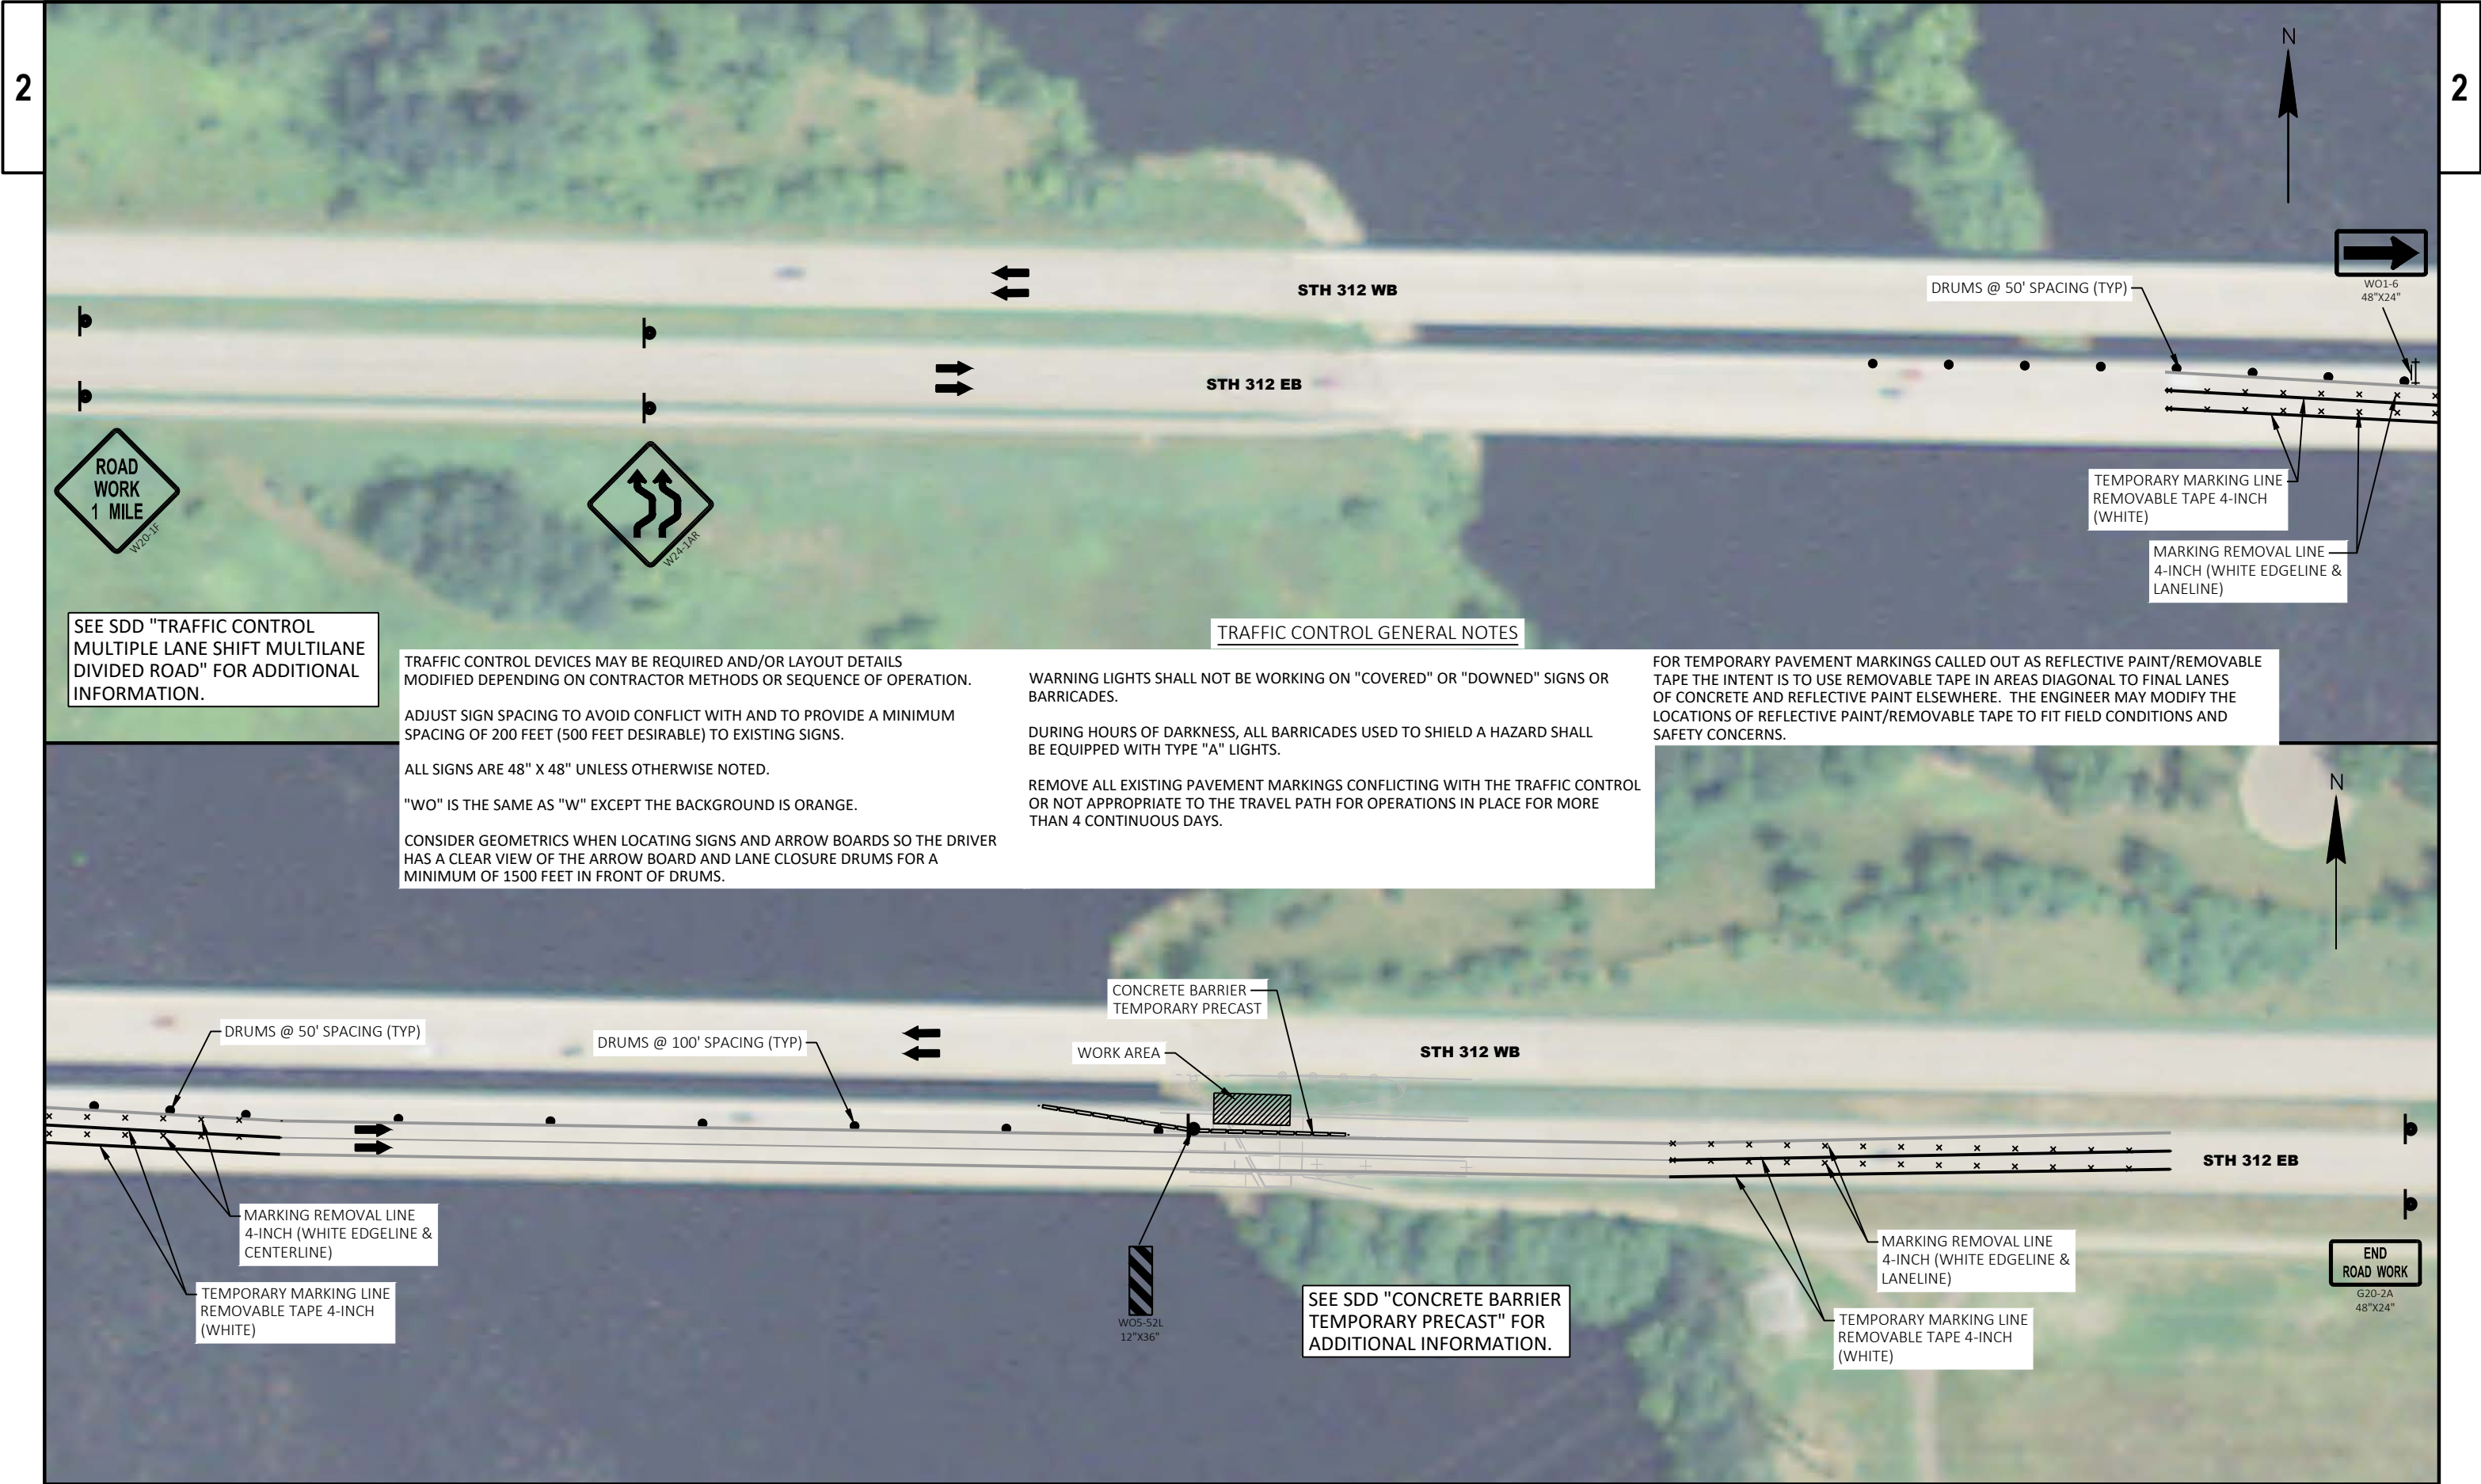 2
2
N
STH 312 WB
DRUMS @ 50' SPACING (TYP)
WO1-6
48"X24"
STH 312 EB
ROAD
WORK
1 MILE
W20-1F
W24-1AR
TEMPORARY MARKING LINE
REMOVABLE TAPE 4-INCH
(WHITE)
MARKING REMOVAL LINE
4-INCH (WHITE EDGELINE &
LANELINE)
SEE SDD "TRAFFIC CONTROL
MULTIPLE LANE SHIFT MULTILANE
DIVIDED ROAD" FOR ADDITIONAL
INFORMATION.
TRAFFIC CONTROL GENERAL NOTES
TRAFFIC CONTROL DEVICES MAY BE REQUIRED AND/OR LAYOUT DETAILS
MODIFIED DEPENDING ON CONTRACTOR METHODS OR SEQUENCE OF OPERATION.
ADJUST SIGN SPACING TO AVOID CONFLICT WITH AND TO PROVIDE A MINIMUM
SPACING OF 200 FEET (500 FEET DESIRABLE) TO EXISTING SIGNS.
ALL SIGNS ARE 48" X 48" UNLESS OTHERWISE NOTED.
"WO" IS THE SAME AS "W" EXCEPT THE BACKGROUND IS ORANGE.
CONSIDER GEOMETRICS WHEN LOCATING SIGNS AND ARROW BOARDS SO THE DRIVER
HAS A CLEAR VIEW OF THE ARROW BOARD AND LANE CLOSURE DRUMS FOR A
MINIMUM OF 1500 FEET IN FRONT OF DRUMS.
WARNING LIGHTS SHALL NOT BE WORKING ON "COVERED" OR "DOWNED" SIGNS OR
BARRICADES.
DURING HOURS OF DARKNESS, ALL BARRICADES USED TO SHIELD A HAZARD SHALL
BE EQUIPPED WITH TYPE "A" LIGHTS.
REMOVE ALL EXISTING PAVEMENT MARKINGS CONFLICTING WITH THE TRAFFIC CONTROL
OR NOT APPROPRIATE TO THE TRAVEL PATH FOR OPERATIONS IN PLACE FOR MORE
THAN 4 CONTINUOUS DAYS.
FOR TEMPORARY PAVEMENT MARKINGS CALLED OUT AS REFLECTIVE PAINT/REMOVABLE
TAPE THE INTENT IS TO USE REMOVABLE TAPE IN AREAS DIAGONAL TO FINAL LANES
OF CONCRETE AND REFLECTIVE PAINT ELSEWHERE. THE ENGINEER MAY MODIFY THE
LOCATIONS OF REFLECTIVE PAINT/REMOVABLE TAPE TO FIT FIELD CONDITIONS AND
SAFETY CONCERNS.
N
CONCRETE BARRIER
TEMPORARY PRECAST
DRUMS @ 50' SPACING (TYP)
DRUMS @ 100' SPACING (TYP)
WORK AREA
STH 312 WB
STH 312 EB
MARKING REMOVAL LINE
4-INCH (WHITE EDGELINE &
CENTERLINE)
TEMPORARY MARKING LINE
REMOVABLE TAPE 4-INCH
(WHITE)
WO5-52L
12"X36"
SEE SDD "CONCRETE BARRIER
TEMPORARY PRECAST" FOR
ADDITIONAL INFORMATION.
MARKING REMOVAL LINE
4-INCH (WHITE EDGELINE &
LANELINE)
TEMPORARY MARKING LINE
REMOVABLE TAPE 4-INCH
(WHITE)
END
ROAD WORK
G20-2A
48"X24"